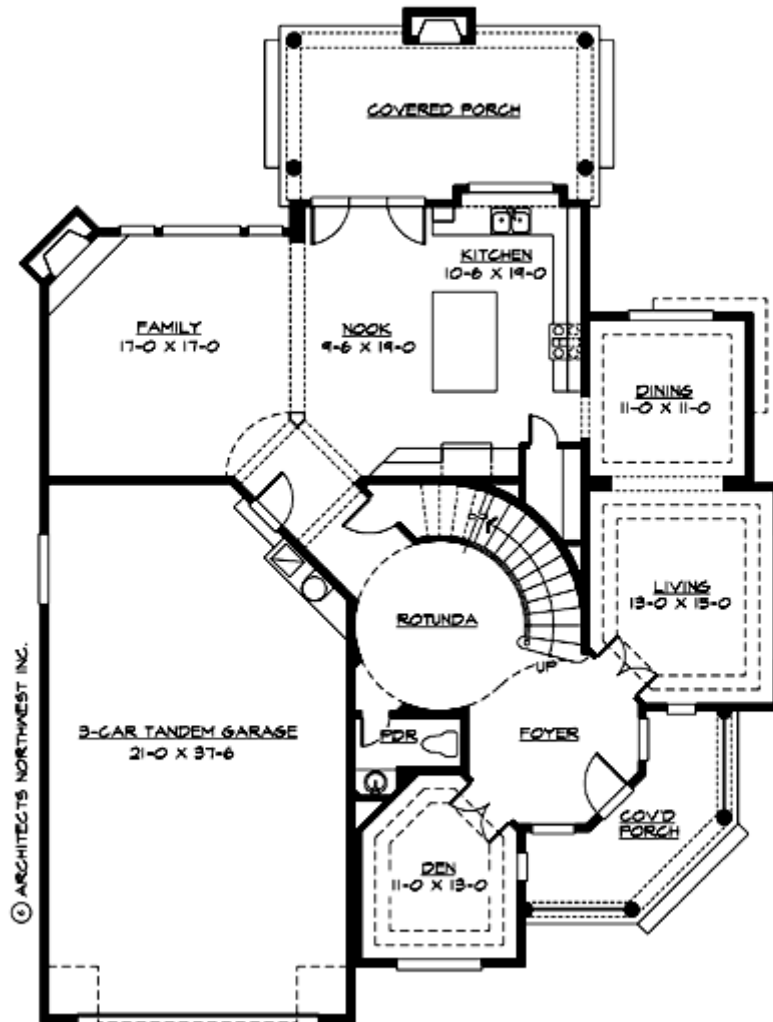 COVERED PORCH
KITCHEN
10-6 X 19-0
FAMILY
17-0 X 17-0
NOOK
9-6 X 19-0
DINING
11-0 X 11-0
LIVING
13-0 X 15-0
ROTUNDA
UP
3-CAR TANDEM GARAGE
21-0 X 37-6
PDR
FOYER
COV'D
PORCH
DEN
11-0 X 13-0
© ARCHITECTS NORTHWEST INC.